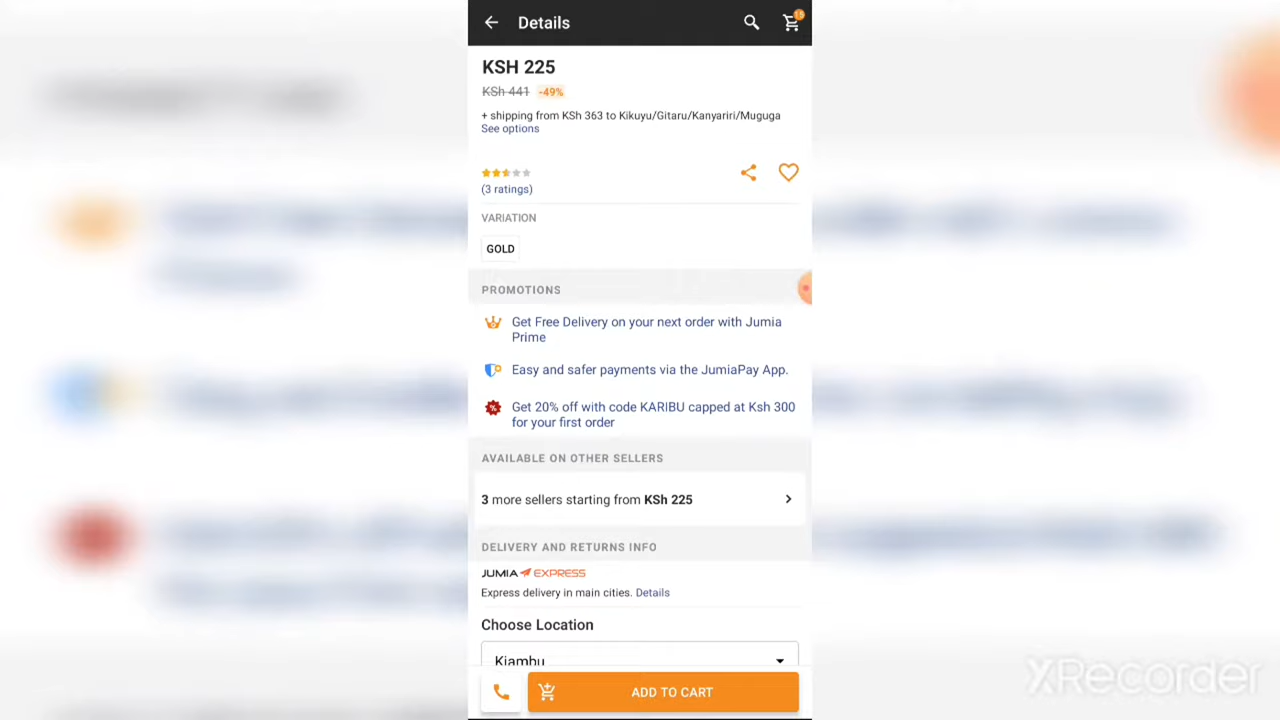 Details
15
KSH 225
KSh 441 -49%
+ shipping from KSh 363 to Kikuyu/Gitaru/Kanyariri/Muguga
See options
(3 ratings)
VARIATION
GOLD
PROMOTIONS
Get Free Delivery on your next order with Jumia
Prime
Easy and safer payments via the JumiaPay App.
Get 20% off with code KARIBU capped at Ksh 300
for your first order
AVAILABLE ON OTHER SELLERS
3 more sellers starting from KSh 225
DELIVERY AND RETURNS INFO
JUMIA EXPRESS
Express delivery in main cities. Details
Choose Location
Kiambu
ADD TO CART
XRecorder